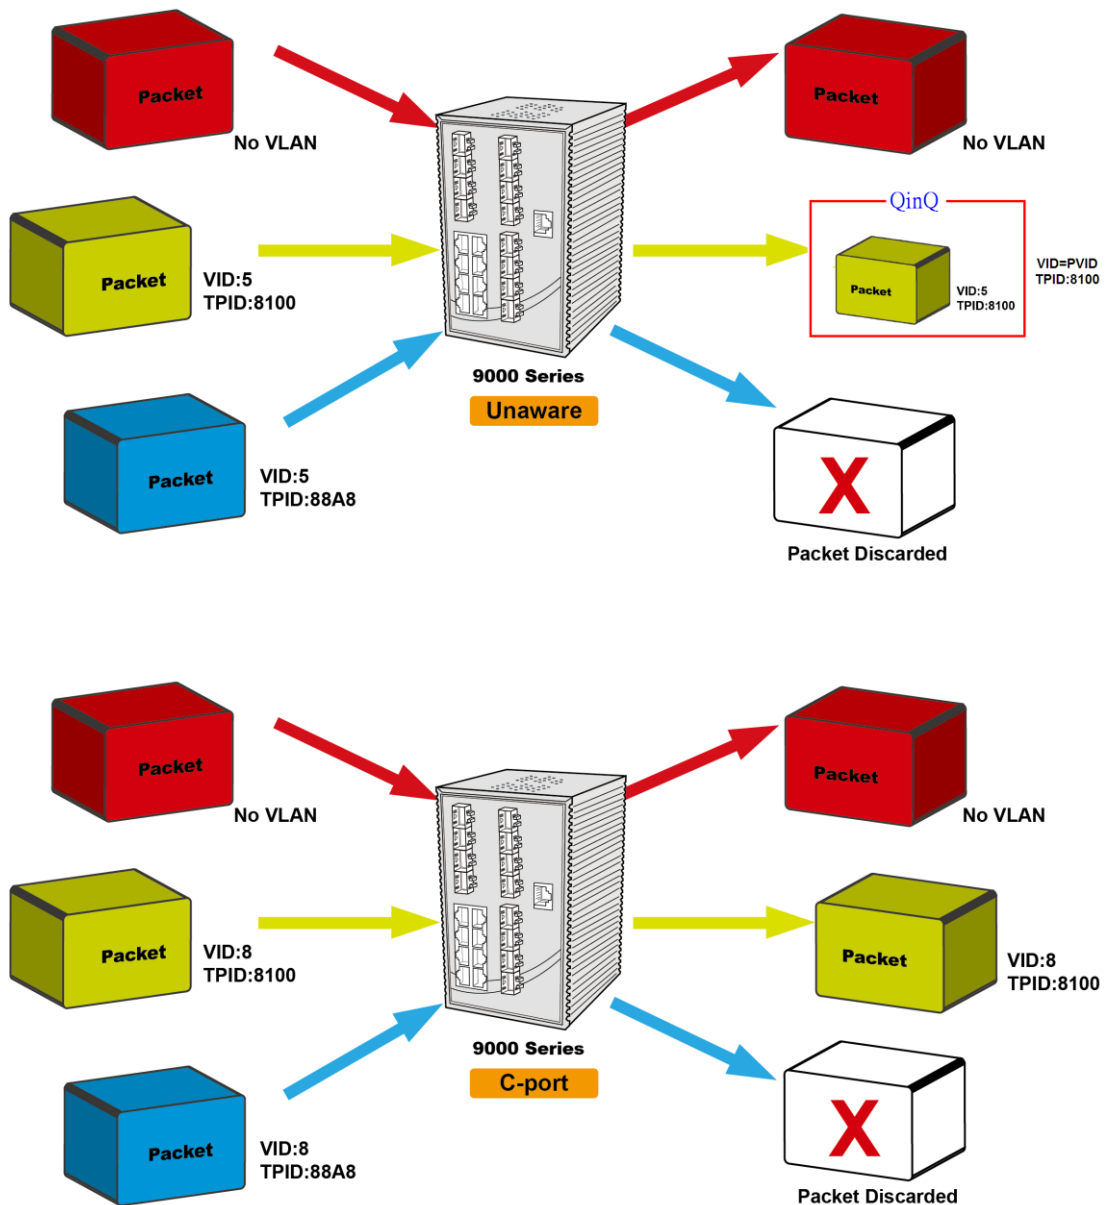 Packet
No VLAN
Packet
No VLAN
Packet
VID:5
TPID:8100
QinQ
Packet
VID:5
TPID:8100
VID=PVID
TPID:8100
9000 Series
Unaware
Packet
VID:5
TPID:88A8
X
Packet Discarded
Packet
No VLAN
Packet
No VLAN
Packet
VID:8
TPID:8100
Packet
VID:8
TPID:8100
9000 Series
C-port
Packet
VID:8
TPID:88A8
X
Packet Discarded